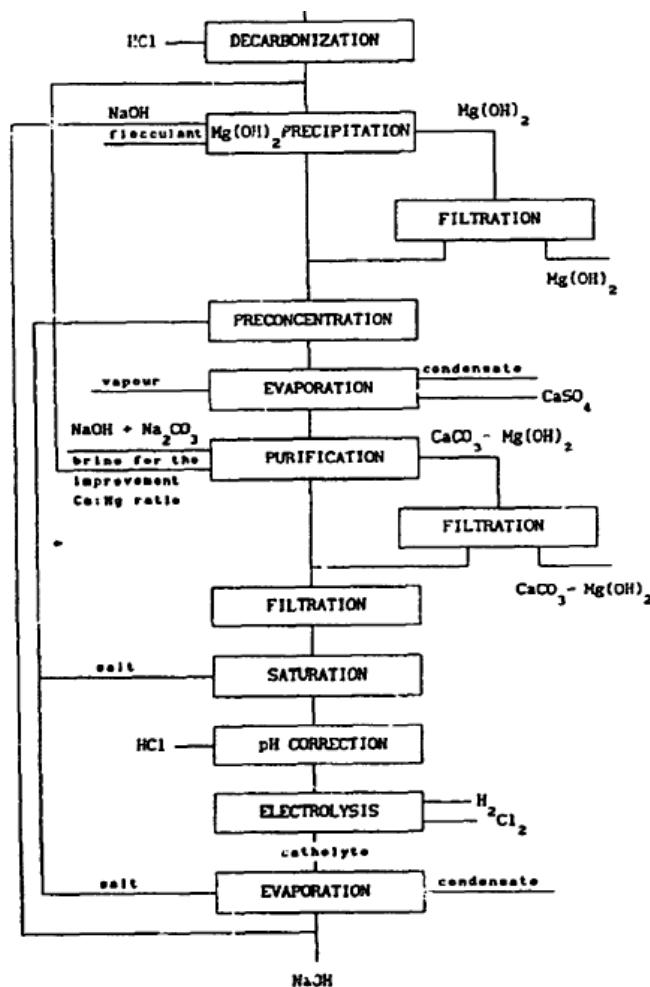 HCl
DECARBONIZATION
NaOH
flocculant
Mg(OH)2 PRECIPITATION
Mg(OH)2
FILTRATION
Mg(OH)2
PRECONCENTRATION
vapour
EVAPORATION
condensate
CaSO4
NaOH + Na2CO3
brine for the
improvement
Ca:Mg ratio
PURIFICATION
CaCO3- Mg(OH)2
FILTRATION
CaCO3- Mg(OH)2
FILTRATION
salt
SATURATION
HCl
pH CORRECTION
ELECTROLYSIS
H2
Cl2
catholyte
salt
EVAPORATION
condensate
NaOH